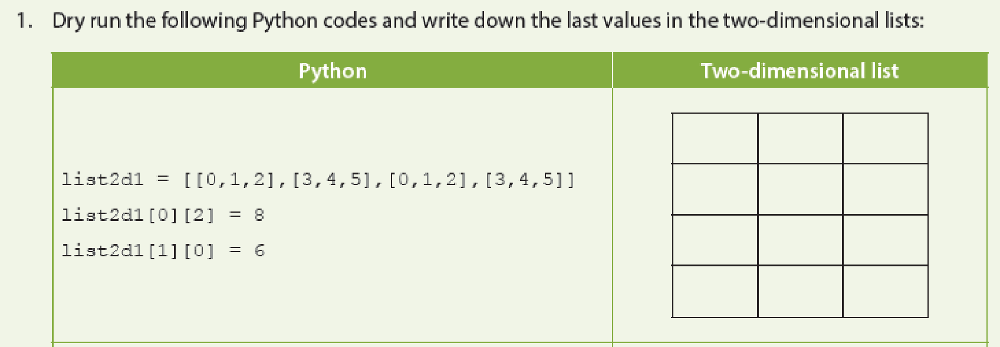 1. Dry run the following Python codes and write down the last values in the two-dimensional lists:
Python
Two-dimensional list
list2d1 = [[0,1,2],[3,4,5],[0,1,2],[3,4,5]]
list2d1[0][2] = 8
list2d1[1][0] = 6